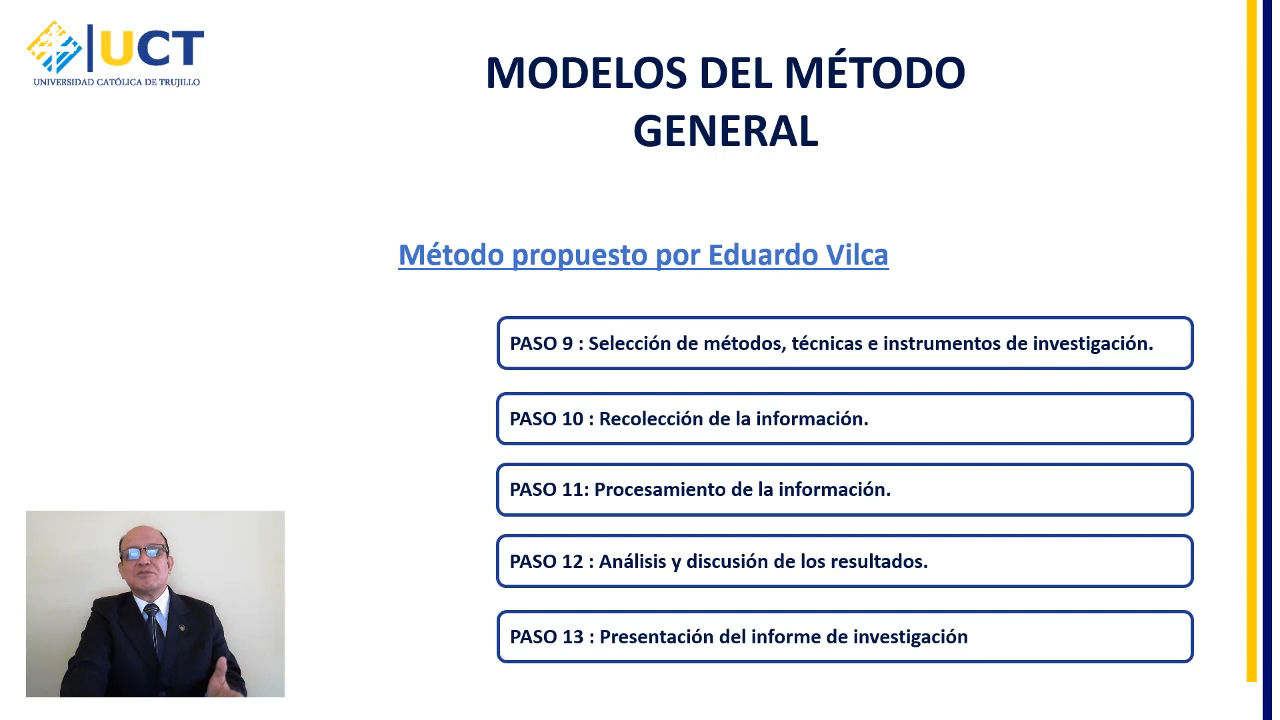 UCT
UNIVERSIDAD CATÓLICA DE TRUJILLO
MODELOS DEL MÉTODO
GENERAL
Método propuesto por Eduardo Vilca
PASO 9 : Selección de métodos, técnicas e instrumentos de investigación.
PASO 10 : Recolección de la información.
PASO 11: Procesamiento de la información.
PASO 12 : Análisis y discusión de los resultados.
PASO 13 : Presentación del informe de investigación